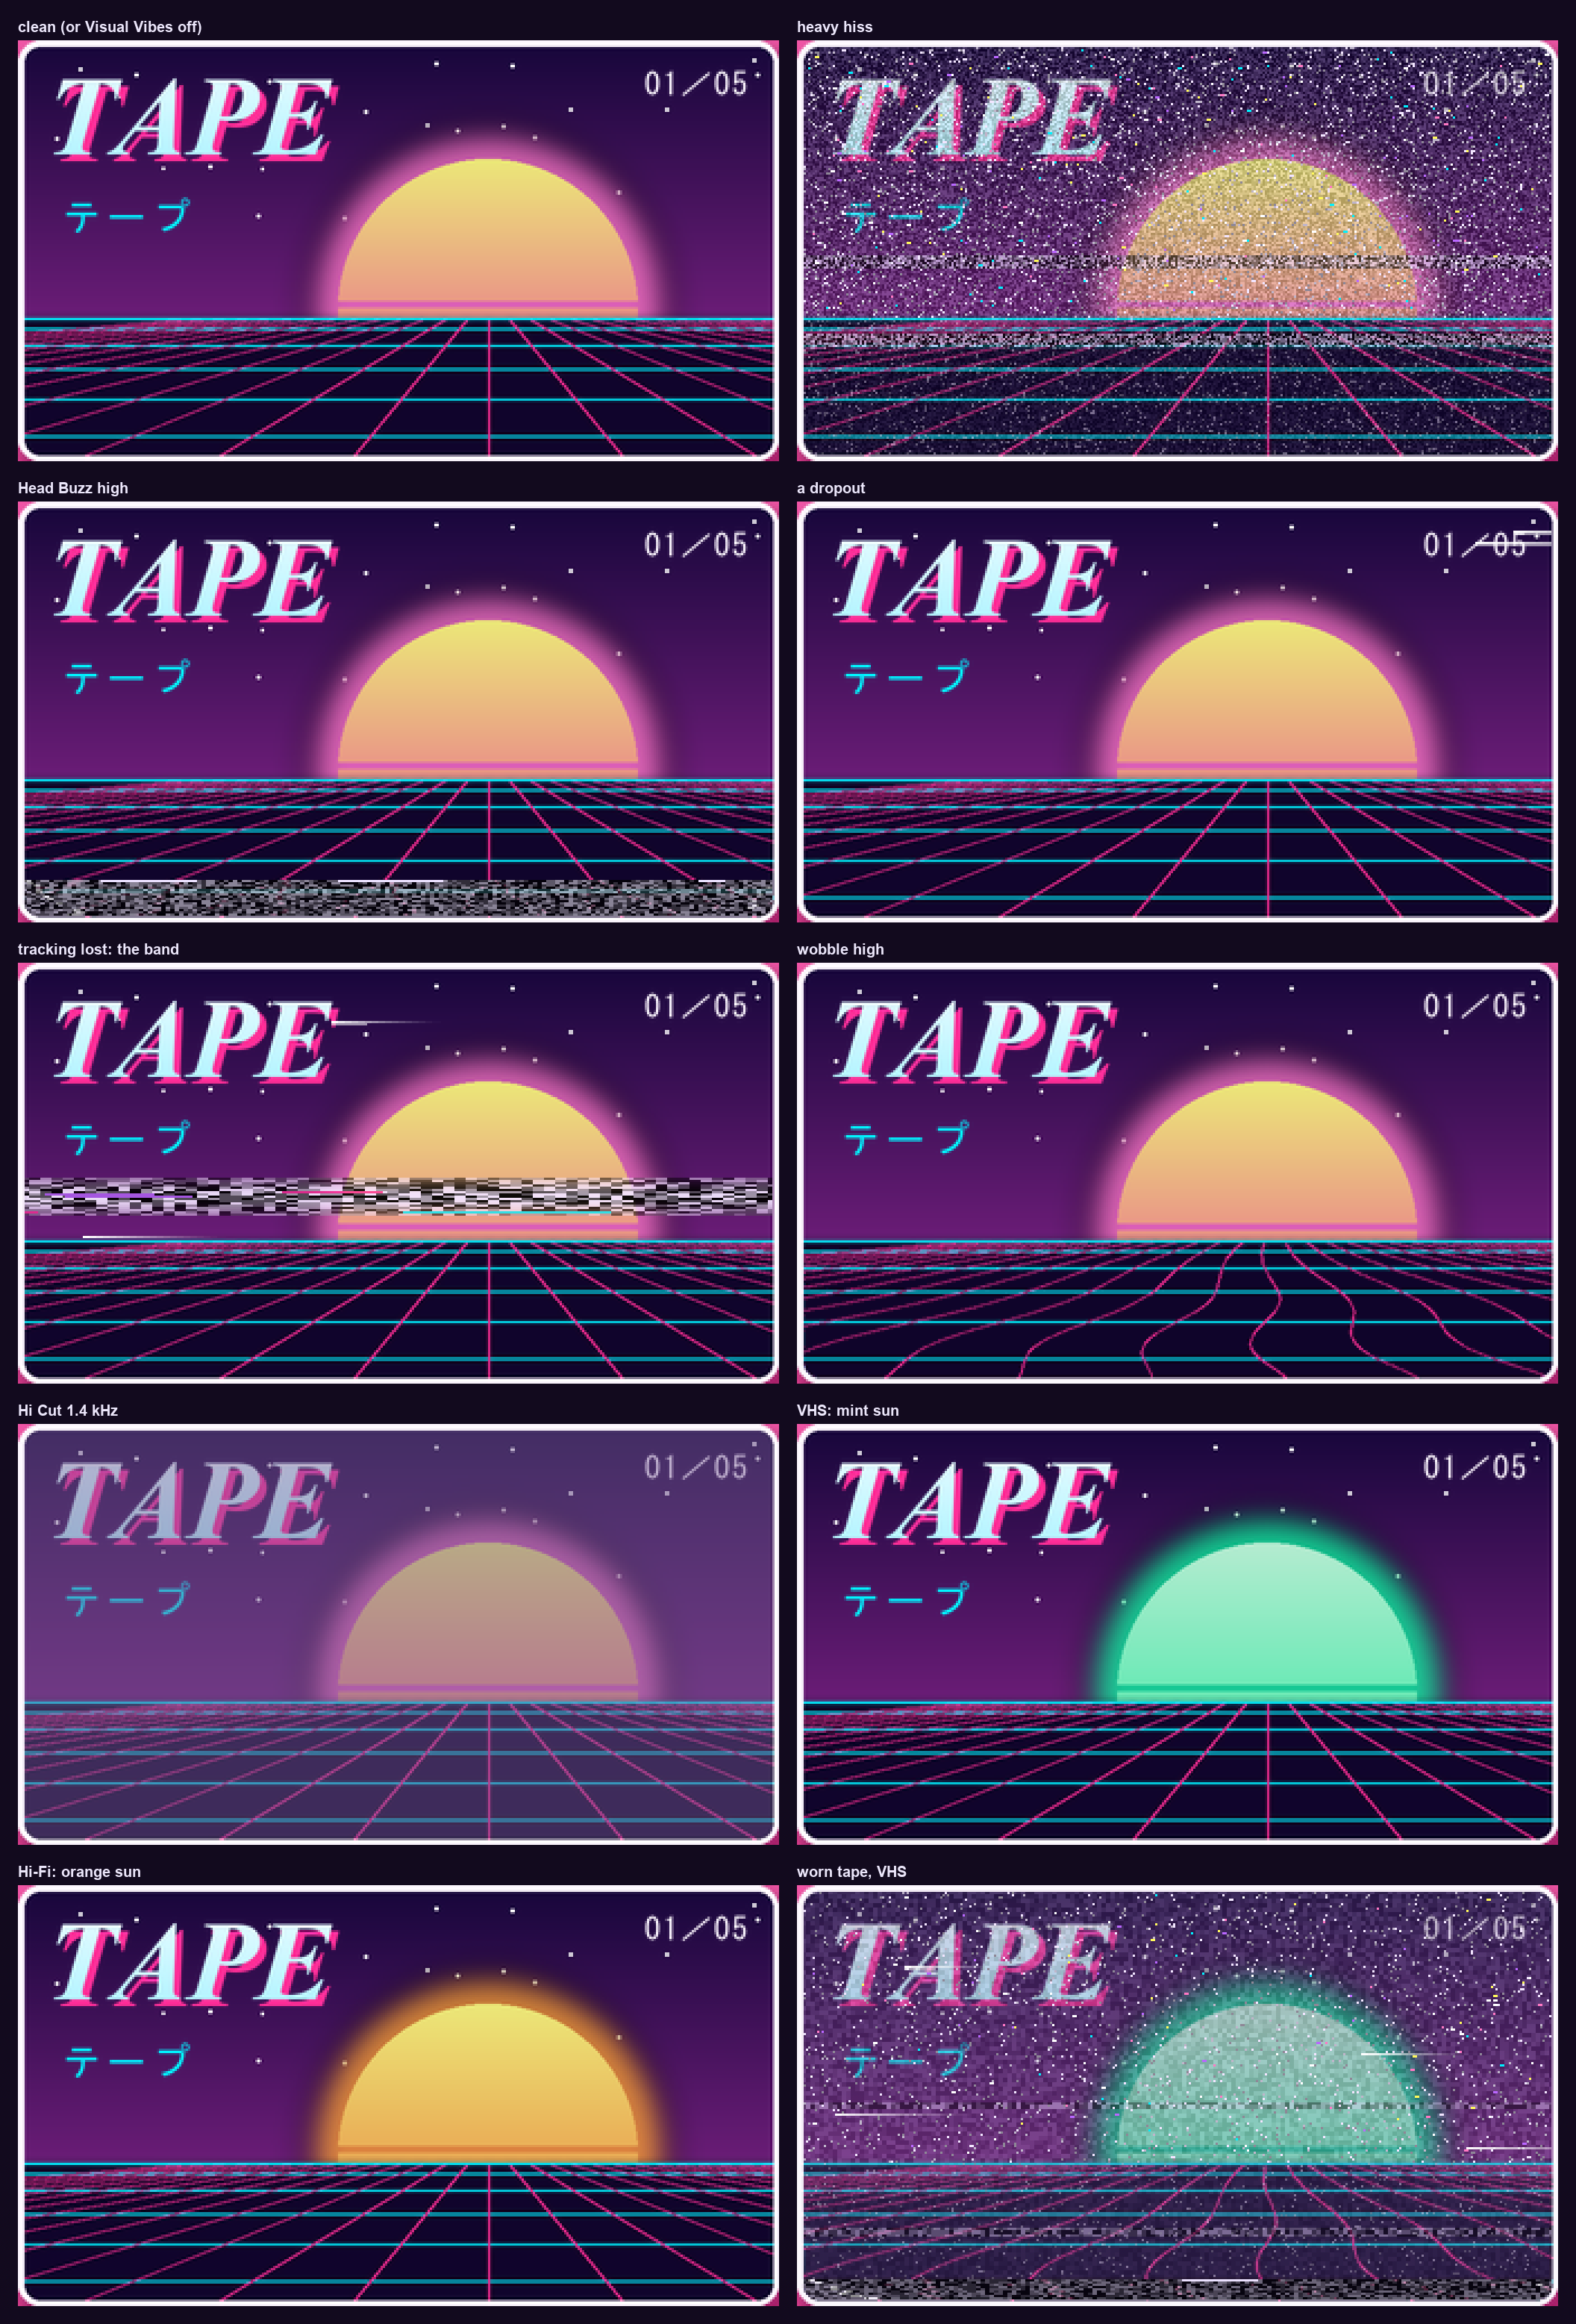 clean (or Visual Vibes off)
TAPE
01/05
テープ
heavy hiss
TAPE
01/05
テープ
Head Buzz high
TAPE
01/05
テープ
a dropout
TAPE
01/05
テープ
tracking lost: the band
TAPE
01/05
テープ
wobble high
TAPE
01/05
テープ
Hi Cut 1.4 kHz
TAPE
01/05
テープ
VHS: mint sun
TAPE
01/05
テープ
Hi-Fi: orange sun
TAPE
01/05
テープ
worn tape, VHS
TAPE
01/05
テープ